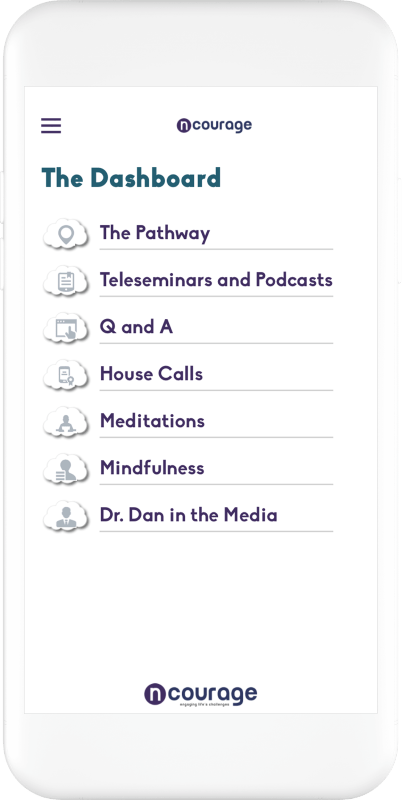 ncourage
The Dashboard
The Pathway
Teleseminars and Podcasts
Q and A
House Calls
Meditations
Mindfulness
Dr. Dan in the Media
ncourage
engaging life's challenges